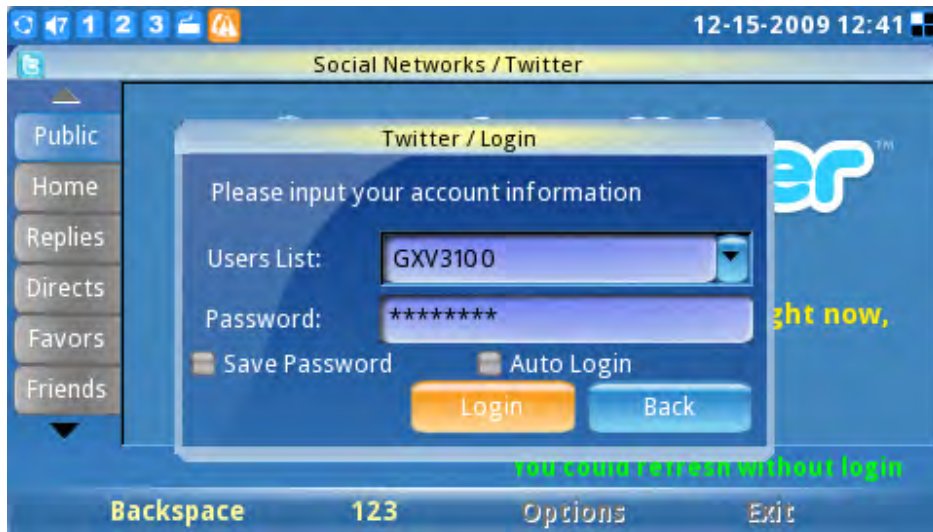 1 2 3 12-15-2009 12:41
Social Networks / Twitter
Public
Home
Replies
Directs
Favors
Friends
er™
Twitter / Login
Please input your account information
Users List: GXV3100
Password: ********
Save Password Auto Login
Login Back
ght now,
You could refresh without login
Backspace 123 Options Exit